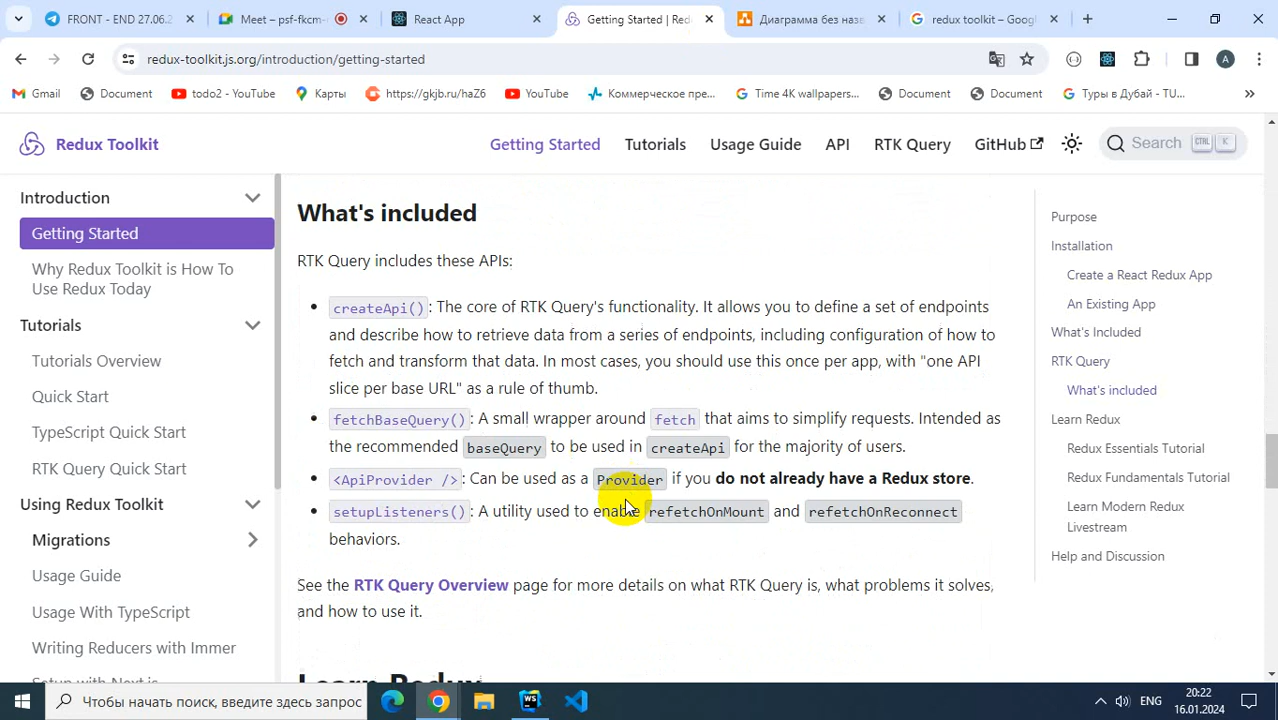 FRONT - END 27.06.2
Meet – psf-fkcm-
React App
Getting Started | Red
Диаграмма без назв
redux toolkit – Googl
redux-toolkit.js.org/introduction/getting-started
A
Gmail
Document
todo2 - YouTube
Карты
https://gkjb.ru/haZ6
YouTube
Коммерческое пре...
Time 4K wallpapers...
Document
Document
Туры в Дубай - TU...
Redux Toolkit
Getting Started
Tutorials
Usage Guide
API
RTK Query
GitHub
Search
CTRL
K
Introduction
Getting Started
Why Redux Toolkit is How To
Use Redux Today
Tutorials
Tutorials Overview
Quick Start
TypeScript Quick Start
RTK Query Quick Start
Using Redux Toolkit
Migrations
Usage Guide
Usage With TypeScript
Writing Reducers with Immer
Setup with Next.js
What's included
RTK Query includes these APIs:
createApi(): The core of RTK Query's functionality. It allows you to define a set of endpoints
and describe how to retrieve data from a series of endpoints, including configuration of how to
fetch and transform that data. In most cases, you should use this once per app, with "one API
slice per base URL" as a rule of thumb.
fetchBaseQuery(): A small wrapper around fetch that aims to simplify requests. Intended as
the recommended baseQuery to be used in createApi for the majority of users.
<ApiProvider />: Can be used as a Provider if you do not already have a Redux store.
setupListeners(): A utility used to enable refetchOnMount and refetchOnReconnect
behaviors.
See the RTK Query Overview page for more details on what RTK Query is, what problems it solves,
and how to use it.
Learn Redux
Purpose
Installation
Create a React Redux App
An Existing App
What's Included
RTK Query
What's included
Learn Redux
Redux Essentials Tutorial
Redux Fundamentals Tutorial
Learn Modern Redux
Livestream
Help and Discussion
Чтобы начать поиск, введите здесь запрос
WS
ENG
20:22
16.01.2024